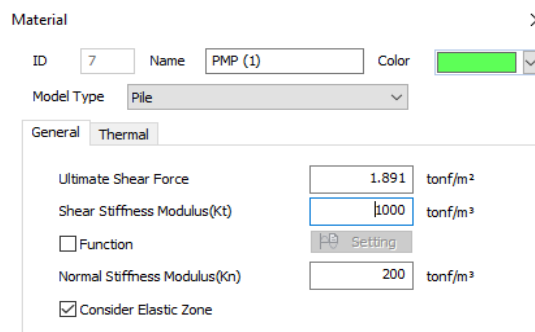 Material
ID 7 Name PMP (1) Color
Model Type Pile
General Thermal
Ultimate Shear Force 1.891 tonf/m²
Shear Stiffness Modulus(Kt) 1000 tonf/m³
Function Setting
Normal Stiffness Modulus(Kn) 200 tonf/m³
Consider Elastic Zone